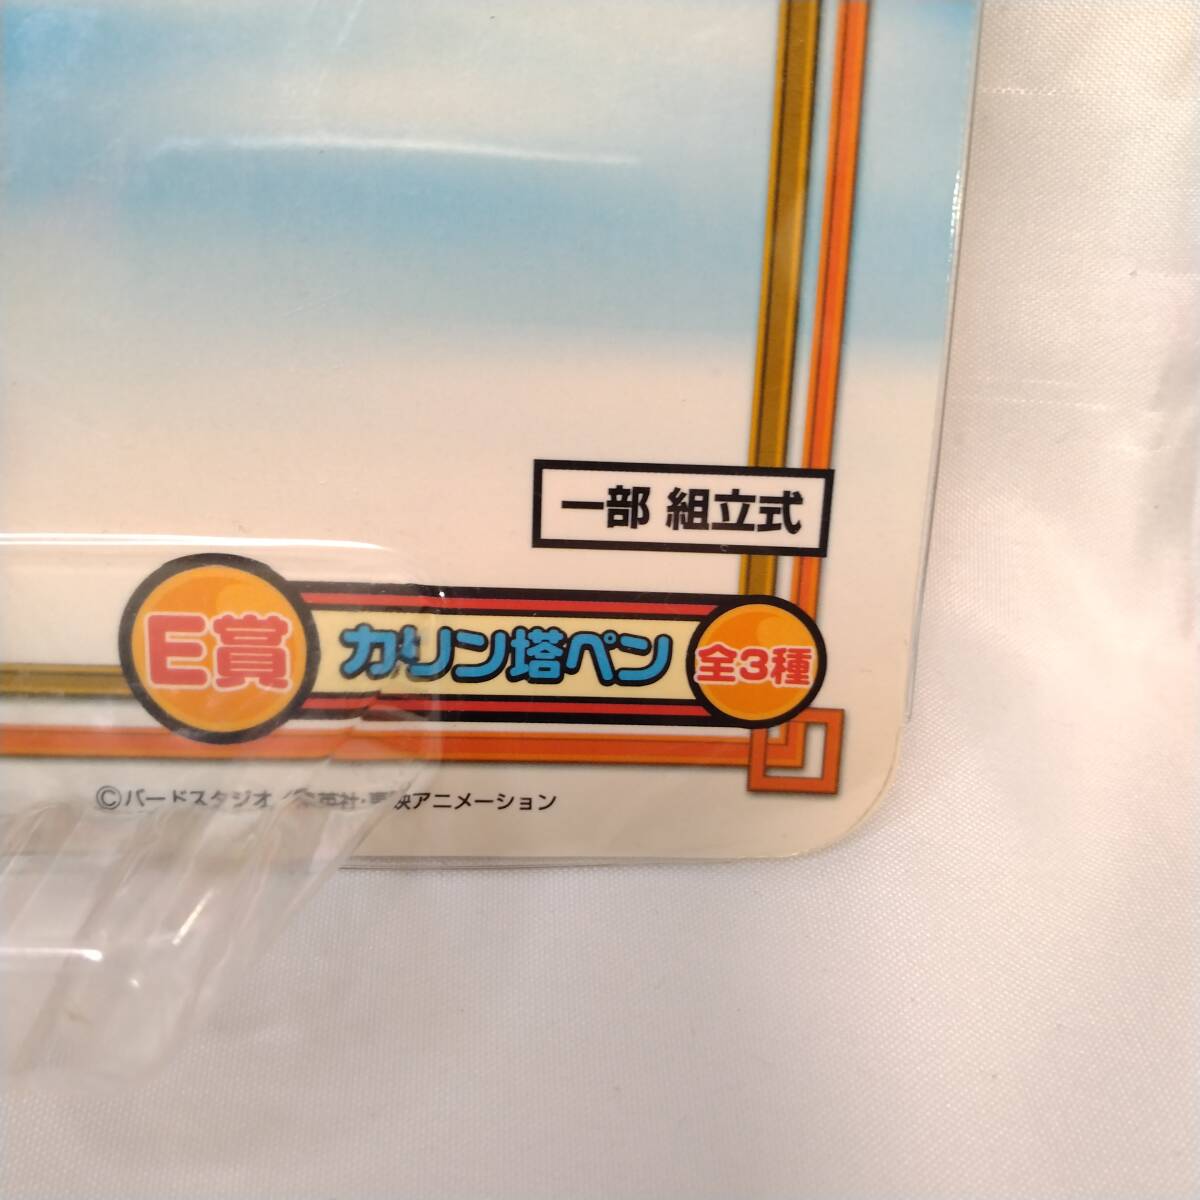 一部 組立式
E賞 カリン塔ペン 全3種
©バードスタジオ/集英社・東映アニメーション